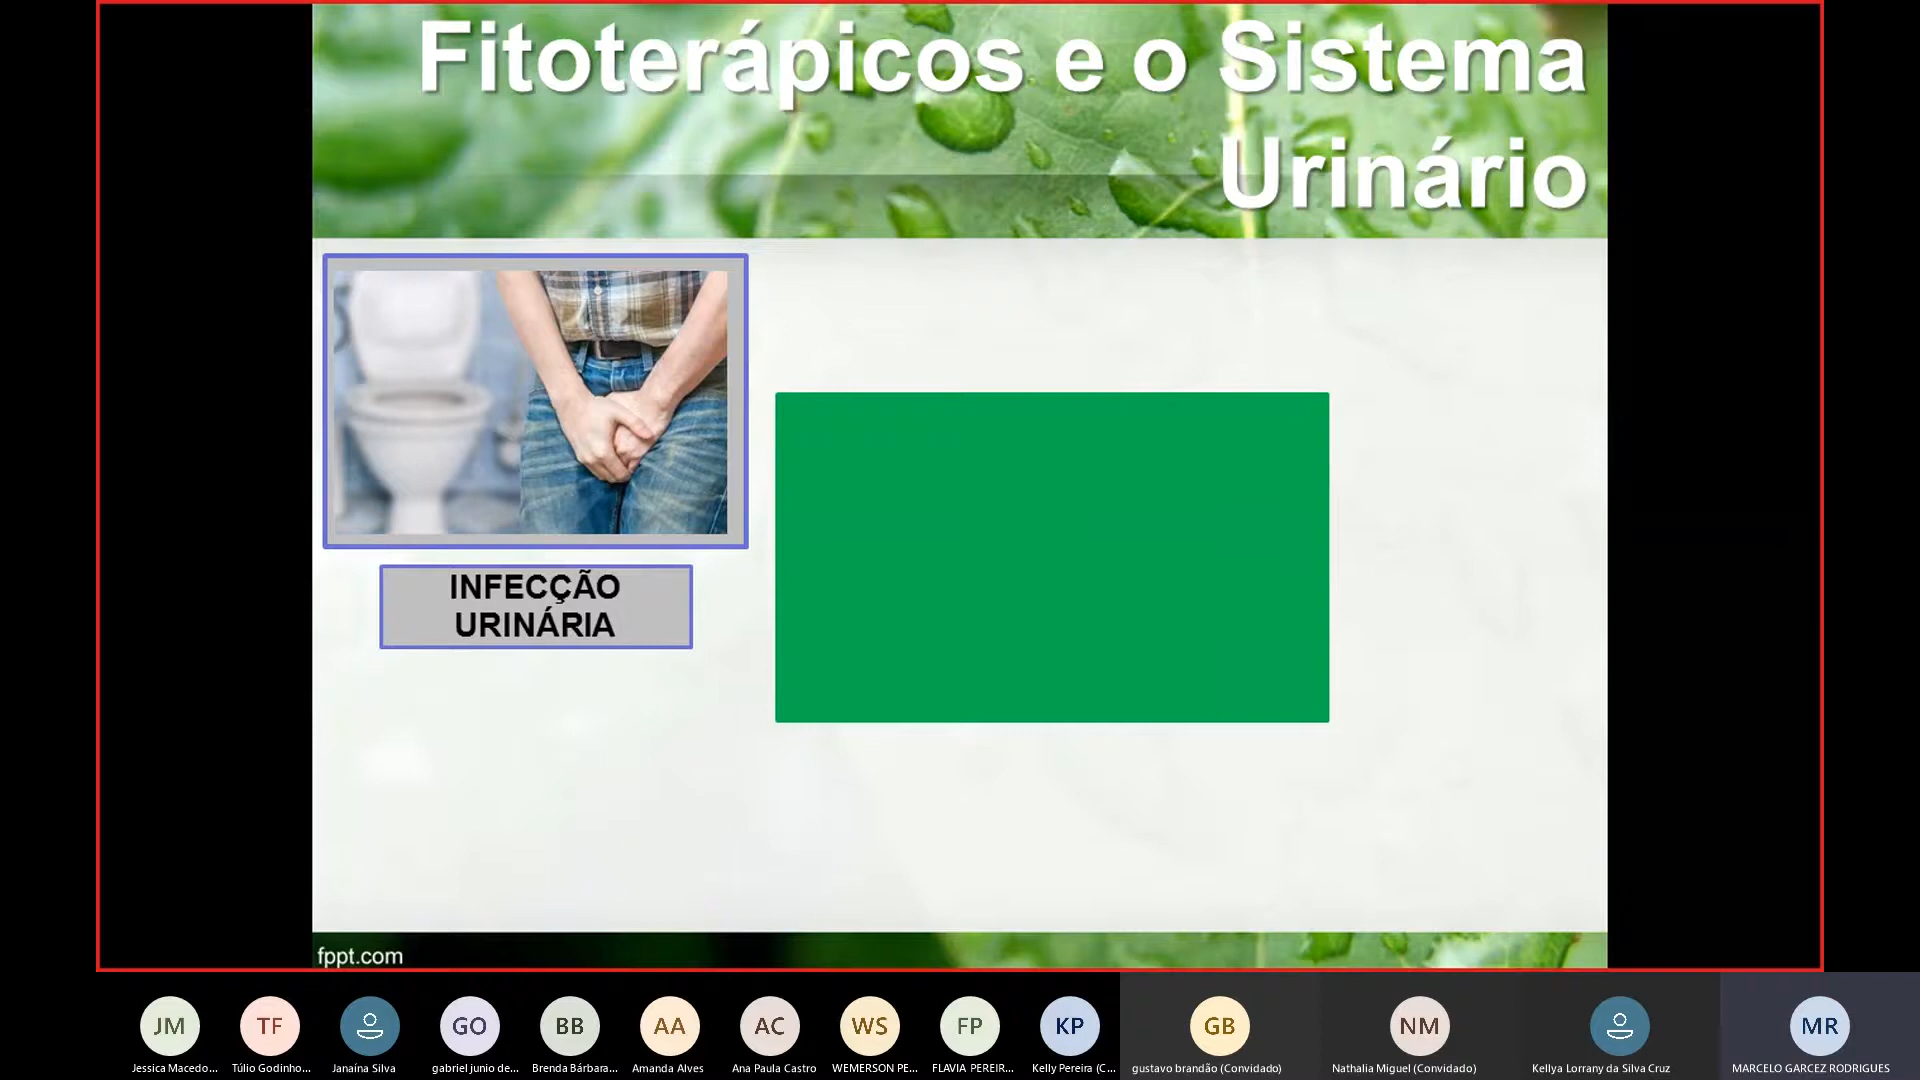 Fitoterápicos e o Sistema
Urinário
INFECÇÃO
URINÁRIA
fppt.com
JM
TF
GO
BB
AA
AC
WS
FP
KP
GB
NM
MR
Jessica Macedo...
Túlio Godinho...
Janaína Silva
gabriel junio de...
Brenda Bárbara...
Amanda Alves
Ana Paula Castro
WEMERSON PE...
FLAVIA PEREIR...
Kelly Pereira (C...
gustavo brandão (Convidado)
Nathalia Miguel (Convidado)
Kellya Lorrany da Silva Cruz
MARCELO GARCEZ RODRIGUES